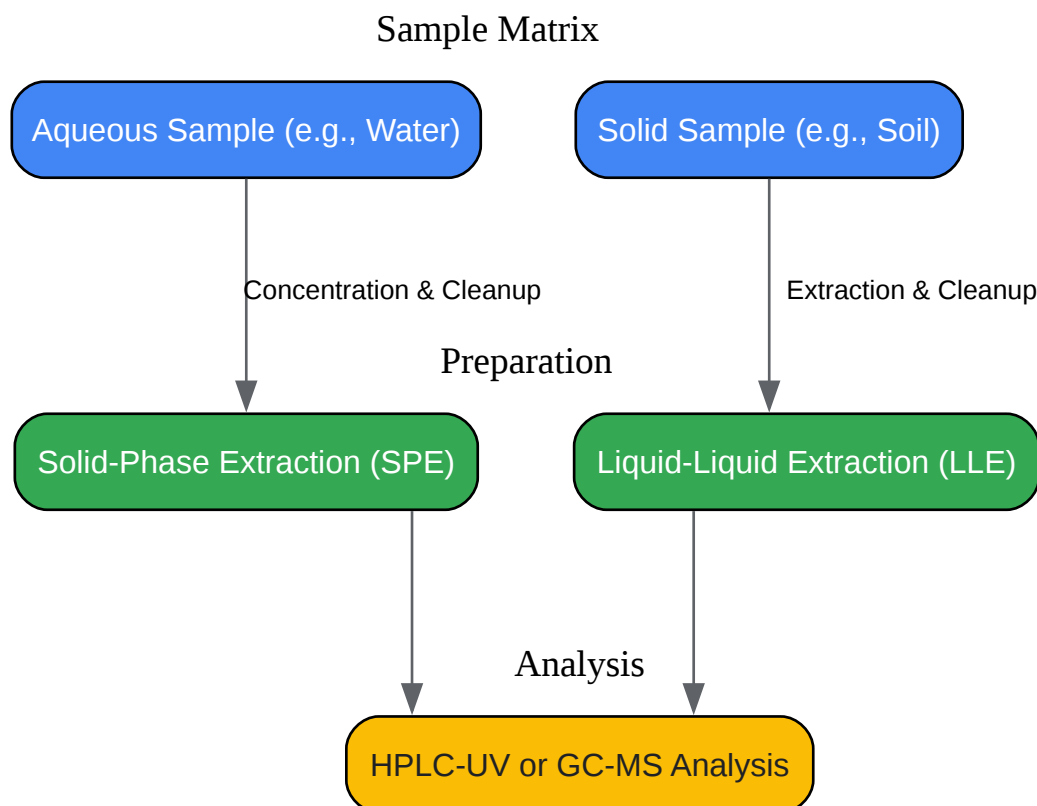 Sample Matrix
Aqueous Sample (e.g., Water)
Solid Sample (e.g., Soil)
Concentration & Cleanup
Extraction & Cleanup
Preparation
Solid-Phase Extraction (SPE)
Liquid-Liquid Extraction (LLE)
Analysis
HPLC-UV or GC-MS Analysis